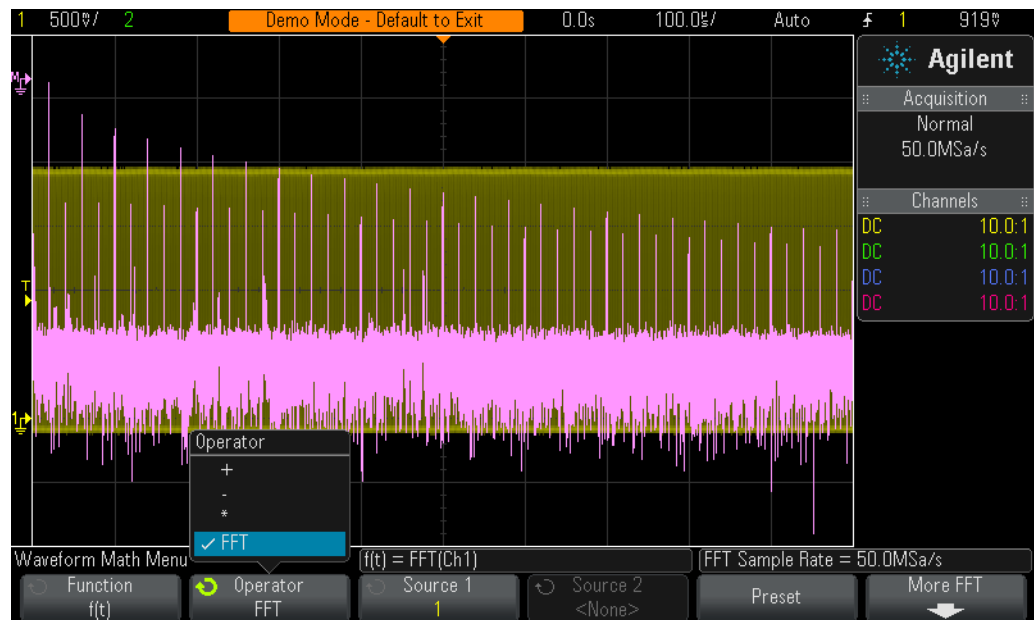 1 500mV/ 2 Demo Mode - Default to Exit 0.0s 100.0µs/ Auto 1 919mV
Agilent
Acquisition
Normal
50.0MSa/s
Channels
DC 10.0:1
DC 10.0:1
DC 10.0:1
DC 10.0:1
M
T
1
Operator
+
-
*
FFT
Waveform Math Menu f(t) = FFT(Ch1) FFT Sample Rate = 50.0MSa/s
Function Operator Source 1 Source 2 Preset More FFT
f(t) FFT 1 <None>